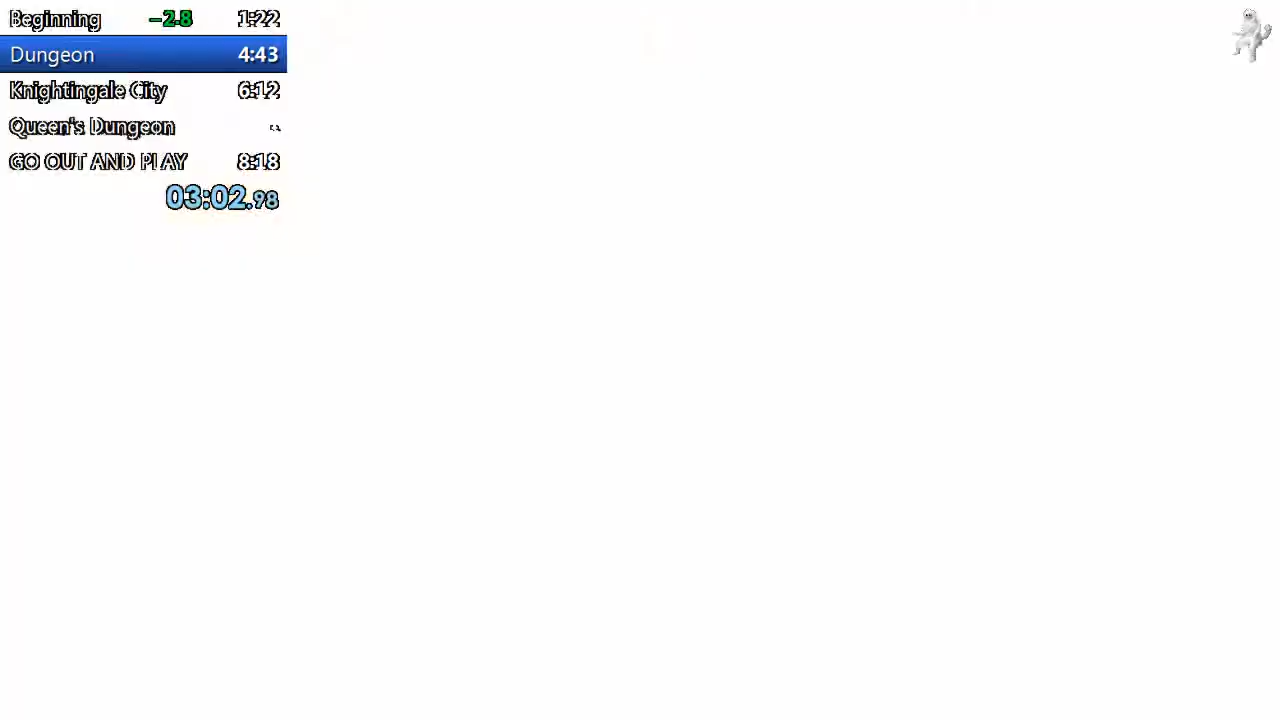 Beginning −2.8 1:22
Dungeon 4:43
Knightingale City 6:12
Queen's Dungeon
GO OUT AND PLAY 8:18
03:02.98